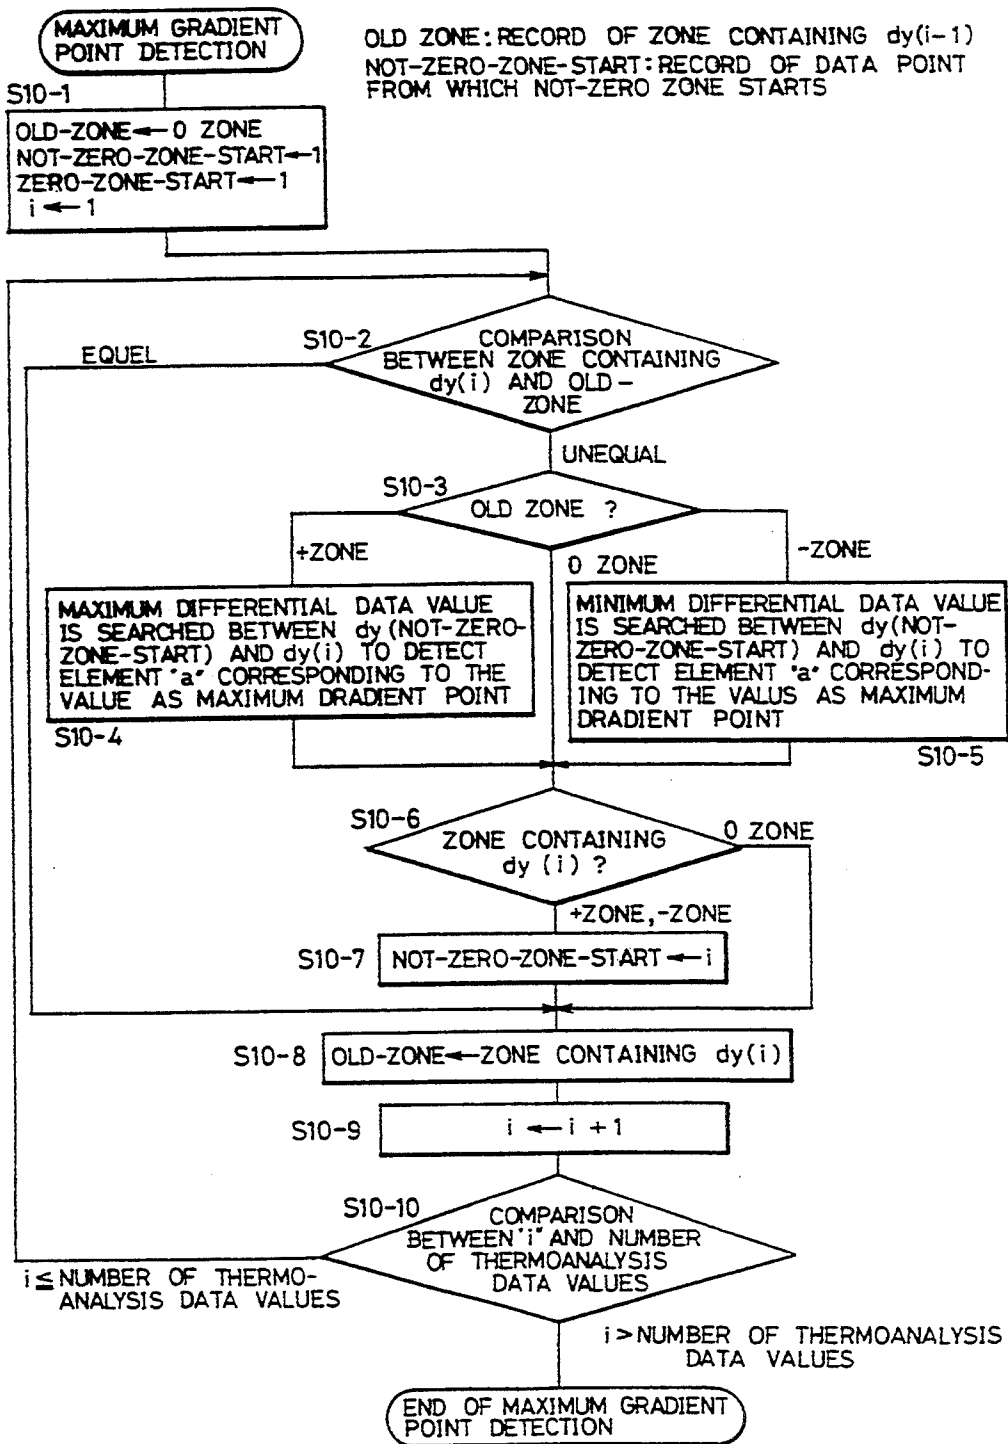 MAXIMUM GRADIENT
POINT DETECTION
OLD ZONE: RECORD OF ZONE CONTAINING dy(i-1)
NOT-ZERO-ZONE-START: RECORD OF DATA POINT
FROM WHICH NOT-ZERO ZONE STARTS
S10-1
OLD-ZONE←0 ZONE
NOT-ZERO-ZONE-START←1
ZERO-ZONE-START←1
i←1
S10-2
EQUEL
COMPARISON
BETWEEN ZONE CONTAINING
dy(i) AND OLD-
ZONE
UNEQUAL
S10-3
OLD ZONE ?
+ZONE
0 ZONE
-ZONE
MAXIMUM DIFFERENTIAL DATA VALUE
IS SEARCHED BETWEEN dy (NOT-ZERO-
ZONE-START) AND dy(i) TO DETECT
ELEMENT "a" CORRESPONDING TO THE
VALUE AS MAXIMUM DRADIENT POINT
S10-4
MINIMUM DIFFERENTIAL DATA VALUE
IS SEARCHED BETWEEN dy(NOT-
ZERO-ZONE-START) AND dy(i) TO
DETECT ELEMENT "a" CORRESPOND-
ING TO THE VALUS AS MAXIMUM
DRADIENT POINT
S10-5
S10-6
ZONE CONTAINING
dy (i) ?
0 ZONE
+ZONE,-ZONE
S10-7
NOT-ZERO-ZONE-START←i
S10-8
OLD-ZONE←ZONE CONTAINING dy(i)
S10-9
i←i+1
S10-10
COMPARISON
BETWEEN "i" AND NUMBER
OF THERMOANALYSIS
DATA VALUES
i≤NUMBER OF THERMO-
ANALYSIS DATA VALUES
i>NUMBER OF THERMOANALYSIS
DATA VALUES
END OF MAXIMUM GRADIENT
POINT DETECTION